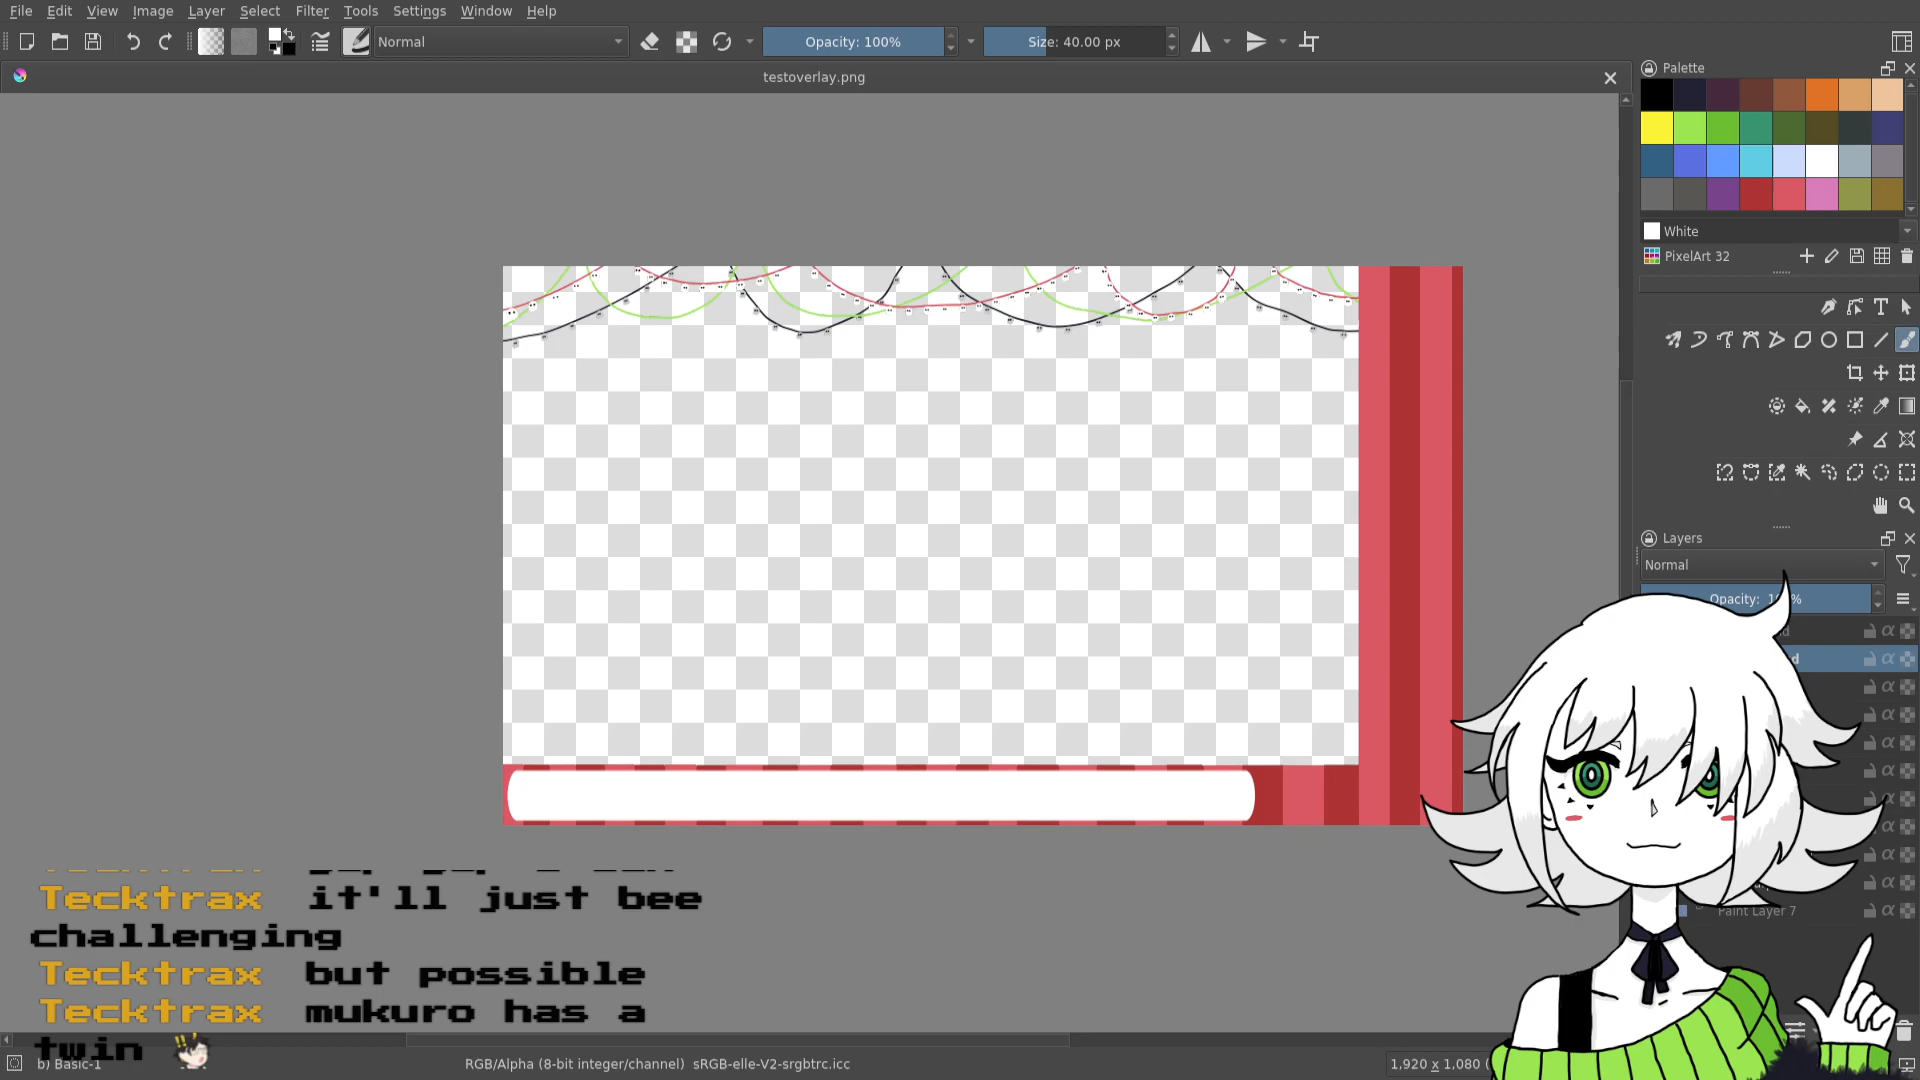 File Edit View Image Layer Select Filter Tools Settings Window Help
Normal
Opacity: 100%
Size: 40.00 px
testoverlay.png
Palette
White
PixelArt 32
Layers
Normal
Opacity:
Paint Layer 7
Tecktrax it'll just bee
challenging
Tecktrax but possible
Tecktrax mukuro has a
twin
b) Basic-1
RGB/Alpha (8-bit integer/channel) sRGB-elle-V2-srgbtrc.icc
1,920 x 1,080 (